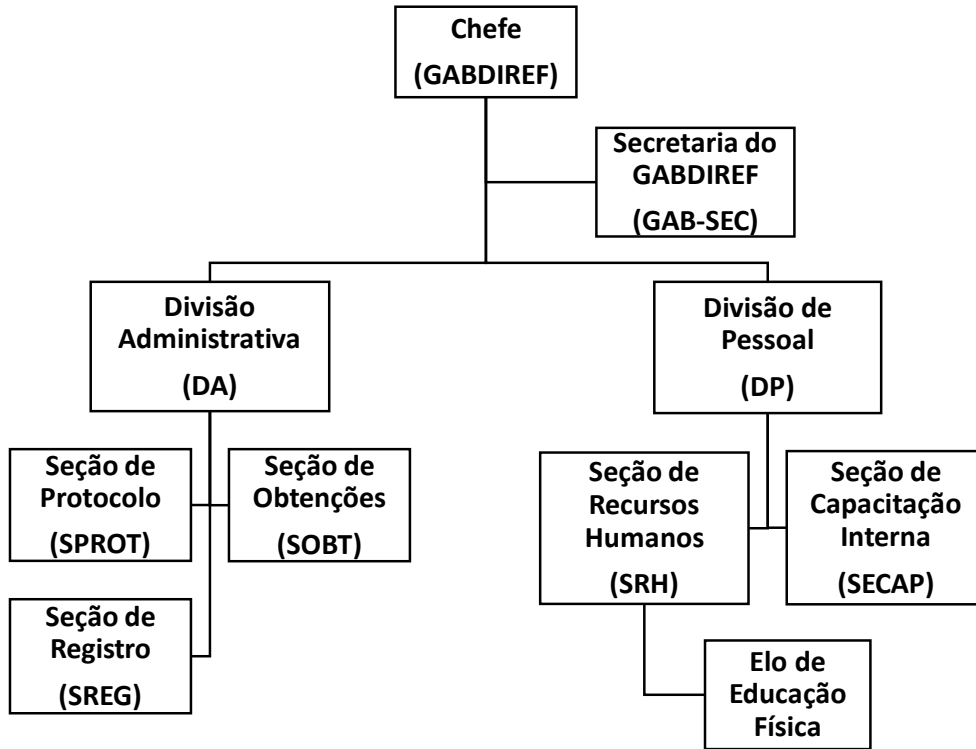 Chefe
(GABDIREF)
Secretaria do
GABDIREF
(GAB-SEC)
Divisão
Administrativa
(DA)
Divisão de
Pessoal
(DP)
Seção de
Protocolo
(SPROT)
Seção de
Obtenções
(SOBT)
Seção de
Recursos
Humanos
(SRH)
Seção de
Capacitação
Interna
(SECAP)
Seção de
Registro
(SREG)
Elo de
Educação
Física